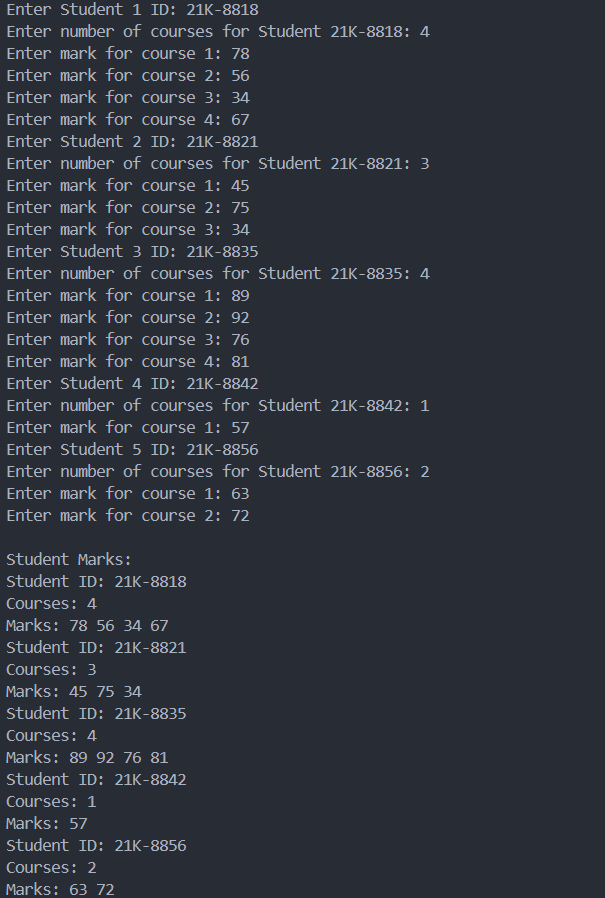 Enter Student 1 ID: 21K-8818
Enter number of courses for Student 21K-8818: 4
Enter mark for course 1: 78
Enter mark for course 2: 56
Enter mark for course 3: 34
Enter mark for course 4: 67
Enter Student 2 ID: 21K-8821
Enter number of courses for Student 21K-8821: 3
Enter mark for course 1: 45
Enter mark for course 2: 75
Enter mark for course 3: 34
Enter Student 3 ID: 21K-8835
Enter number of courses for Student 21K-8835: 4
Enter mark for course 1: 89
Enter mark for course 2: 92
Enter mark for course 3: 76
Enter mark for course 4: 81
Enter Student 4 ID: 21K-8842
Enter number of courses for Student 21K-8842: 1
Enter mark for course 1: 57
Enter Student 5 ID: 21K-8856
Enter number of courses for Student 21K-8856: 2
Enter mark for course 1: 63
Enter mark for course 2: 72

Student Marks:
Student ID: 21K-8818
Courses: 4
Marks: 78 56 34 67
Student ID: 21K-8821
Courses: 3
Marks: 45 75 34
Student ID: 21K-8835
Courses: 4
Marks: 89 92 76 81
Student ID: 21K-8842
Courses: 1
Marks: 57
Student ID: 21K-8856
Courses: 2
Marks: 63 72